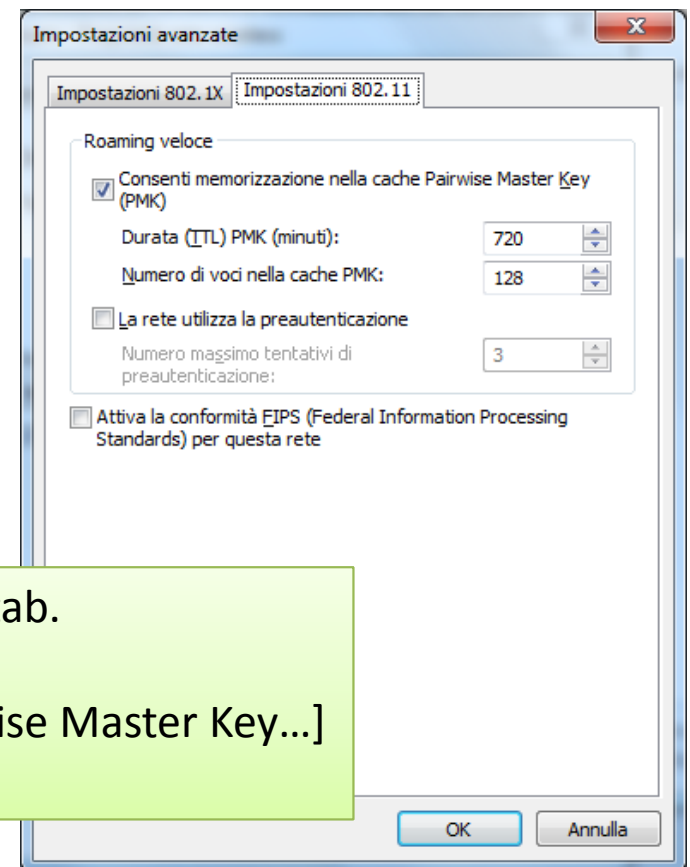 Impostazioni avanzate
Impostazioni 802.1X
Impostazioni 802.11
Roaming veloce
Consenti memorizzazione nella cache Pairwise Master Key
(PMK)
Durata (TTL) PMK (minuti):
720
Numero di voci nella cache PMK:
128
La rete utilizza la preautenticazione
Numero massimo tentativi di
preautenticazione:
3
Attiva la conformità FIPS (Federal Information Processing
Standards) per questa rete
ab.
ise Master Key…]
OK
Annulla